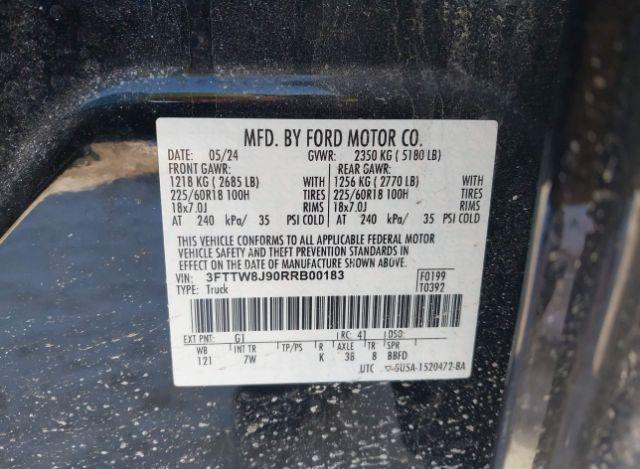 MFD. BY FORD MOTOR CO.
DATE: 05/24 GVWR: 2350 KG ( 5180 LB)
FRONT GAWR: REAR GAWR:
1218 KG ( 2685 LB) WITH 1256 KG ( 2770 LB) WITH
225/60R18 100H TIRES 225/60R18 100H TIRES
18x7.0J RIMS 18x7.0J RIMS
AT 240 kPa/ 35 PSI COLD AT 240 kPa/ 35 PSI COLD
THIS VEHICLE CONFORMS TO ALL APPLICABLE FEDERAL MOTOR
VEHICLE SAFETY AND BUMPER AND THEFT PREVENTION STANDARDS IN
EFFECT ON THE DATE OF MANUFACTURE SHOWN ABOVE.
VIN: 3FTTW8J90RRB00183 F0199
TYPE: Truck T0392
EXT PNT: G1 RC: 41 DSO:
WB INT TR TP/PS R AXLE TR SPR
121 7W K 38 8 BBFD
UTC 5U5A-1520472-BA